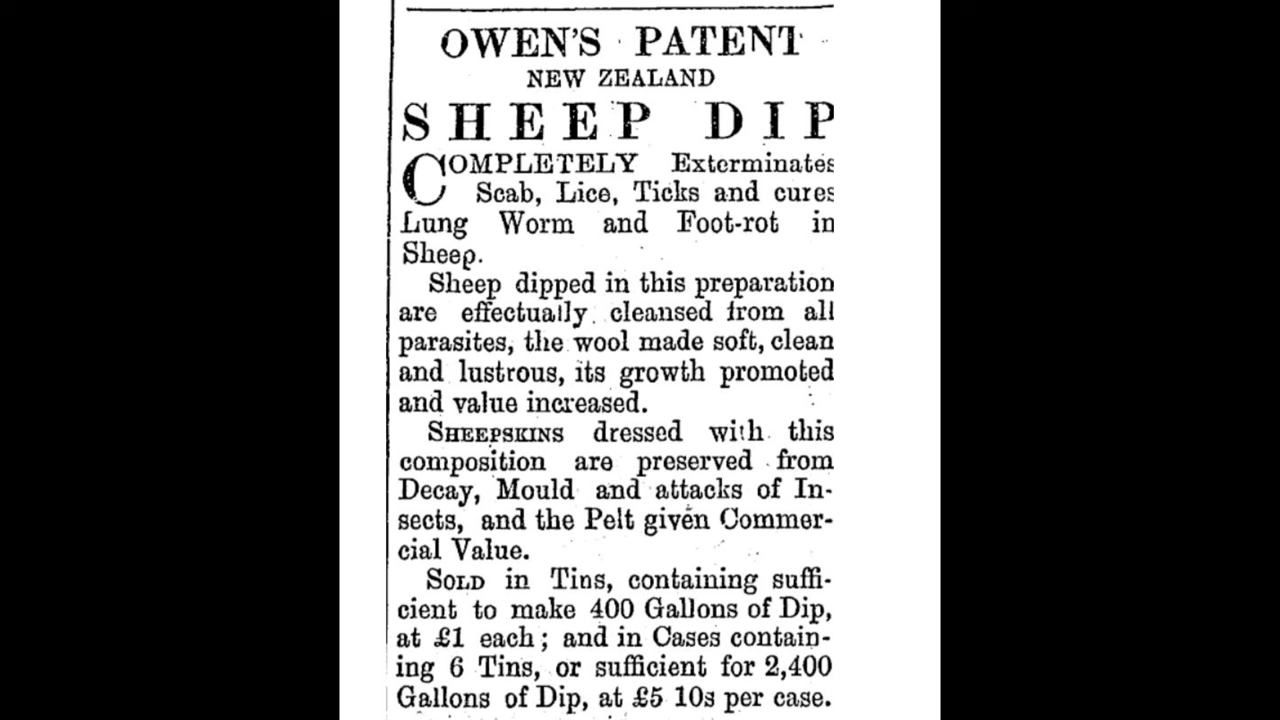 OWEN'S PATENT
NEW ZEALAND
SHEEP DIP
COMPLETELY Exterminates
Scab, Lice, Ticks and cures
Lung Worm and Foot-rot in
Sheep.
Sheep dipped in this preparation
are effectually cleansed from all
parasites, the wool made soft, clean
and lustrous, its growth promoted
and value increased.
SHEEPSKINS dressed with this
composition are preserved from
Decay, Mould and attacks of In-
sects, and the Pelt given Commer-
cial Value.
SOLD in Tins, containing suffi-
cient to make 400 Gallons of Dip,
at £1 each; and in Cases contain-
ing 6 Tins, or sufficient for 2,400
Gallons of Dip, at £5 10s per case.